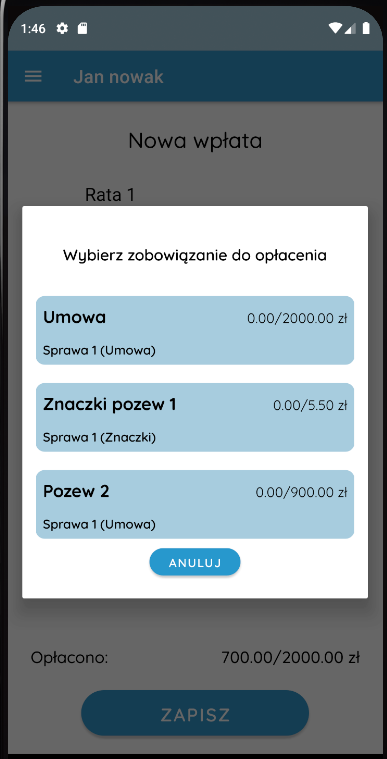 1:46
Jan nowak
Nowa wpłata
Rata 1
Wybierz zobowiązanie do opłacenia
Umowa 0.00/2000.00 zł
Sprawa 1 (Umowa)
Znaczki pozew 1 0.00/5.50 zł
Sprawa 1 (Znaczki)
Pozew 2 0.00/900.00 zł
Sprawa 1 (Umowa)
ANULUJ
Opłacono: 700.00/2000.00 zł
ZAPISZ